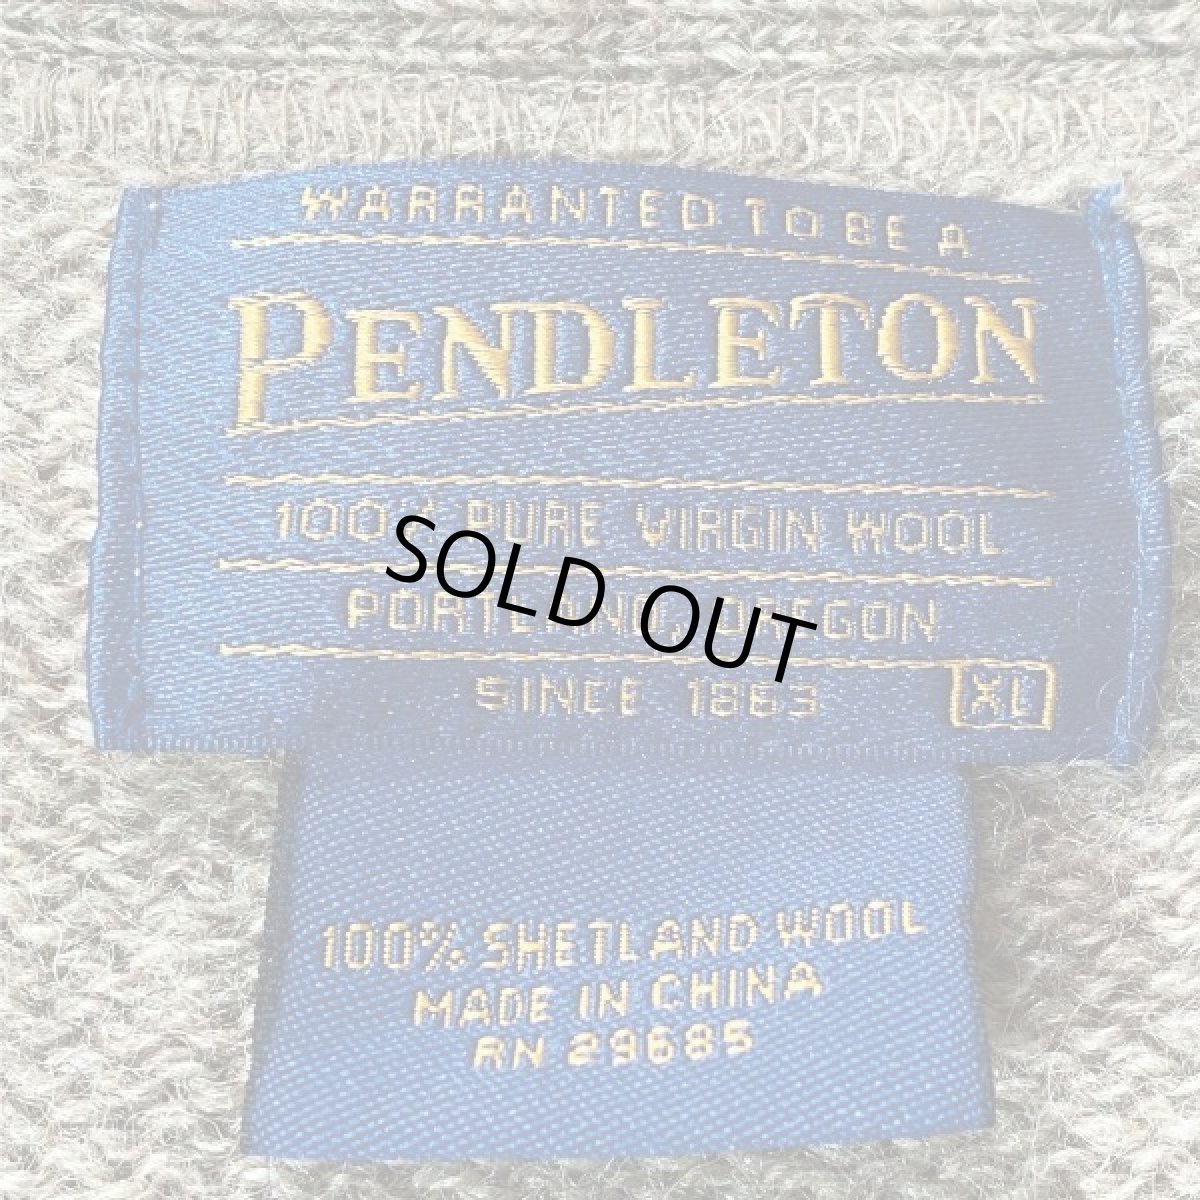 WARRANTED TO BE A
PENDLETON
100% PURE VIRGIN WOOL
PORTLAND, OREGON
SINCE 1863
XL
SOLD OUT
100% SHETLAND WOOL
MADE IN CHINA
RN 29685